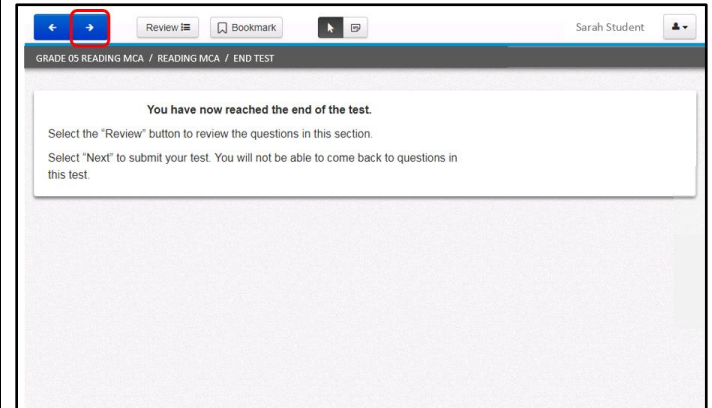 Review Bookmark Sarah Student
GRADE 05 READING MCA / READING MCA / END TEST
You have now reached the end of the test.
Select the "Review" button to review the questions in this section.
Select "Next" to submit your test. You will not be able to come back to questions in
this test.